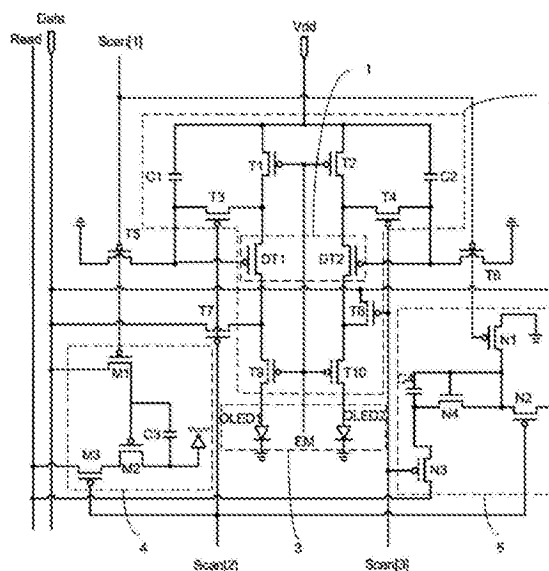 Data
Read
Scan[1]
Vdd
1
T1
T2
C1
C2
T3
T4
T5
T6
DT1
DT2
T7
T8
N1
M1
T9
T10
N4
N2
C3
OLED1
OLED2
M3
M2
EM
N3
4
3
5
Scan[2]
Scan[3]